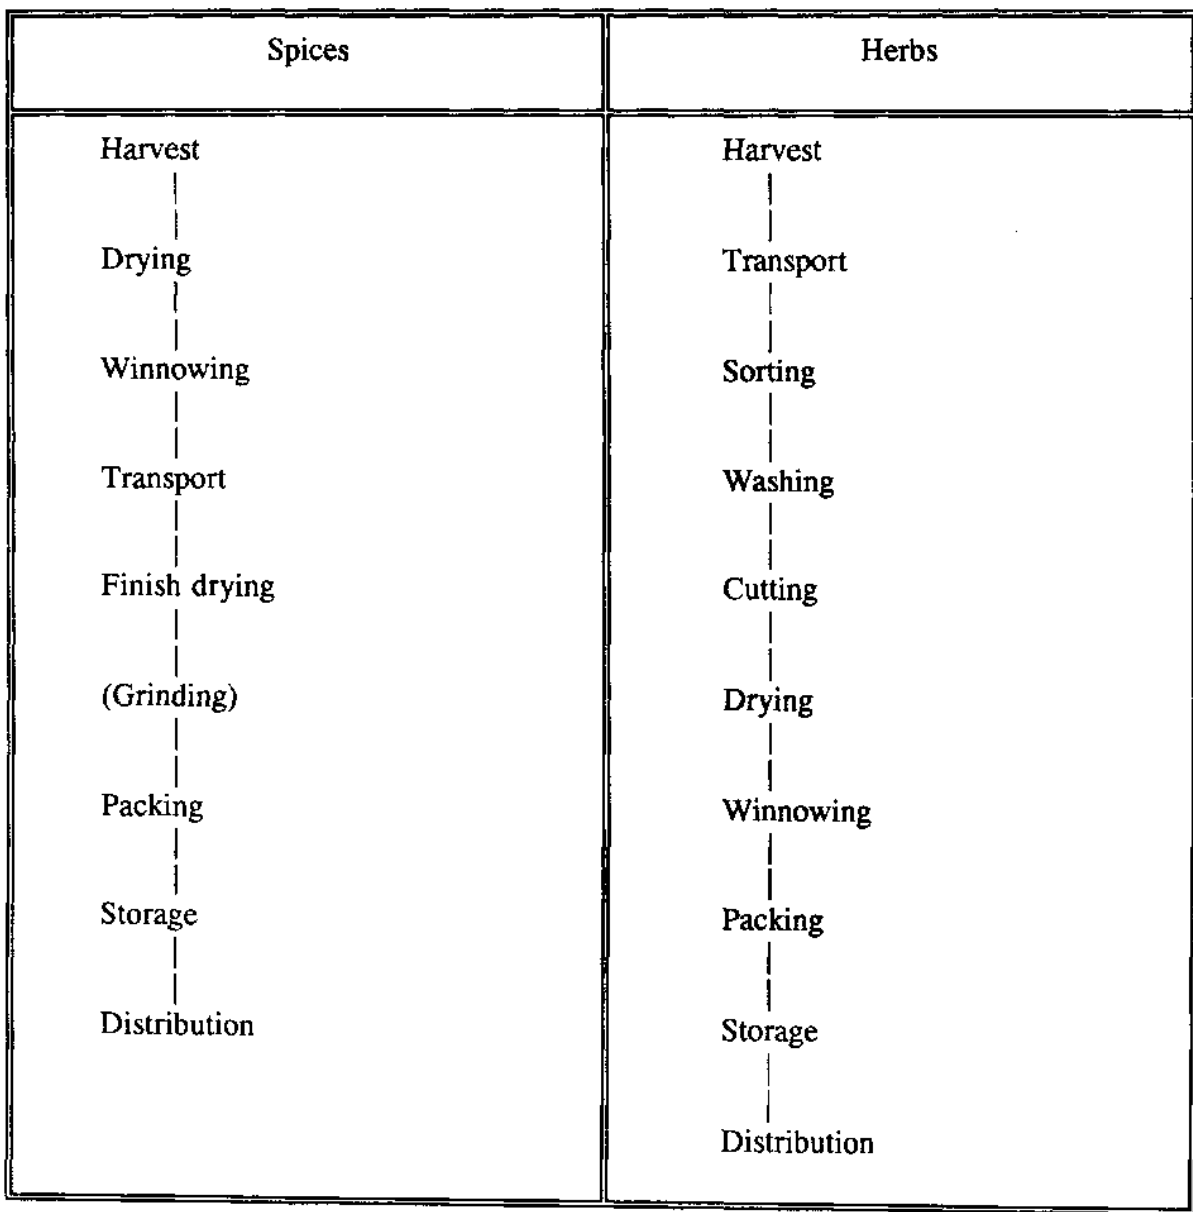 Spices
Harvest
Drying
Winnowing
Transport
Finish drying
(Grinding)
Packing
Storage
Distribution
Herbs
Harvest
Transport
Sorting
Washing
Cutting
Drying
Winnowing
Packing
Storage
Distribution